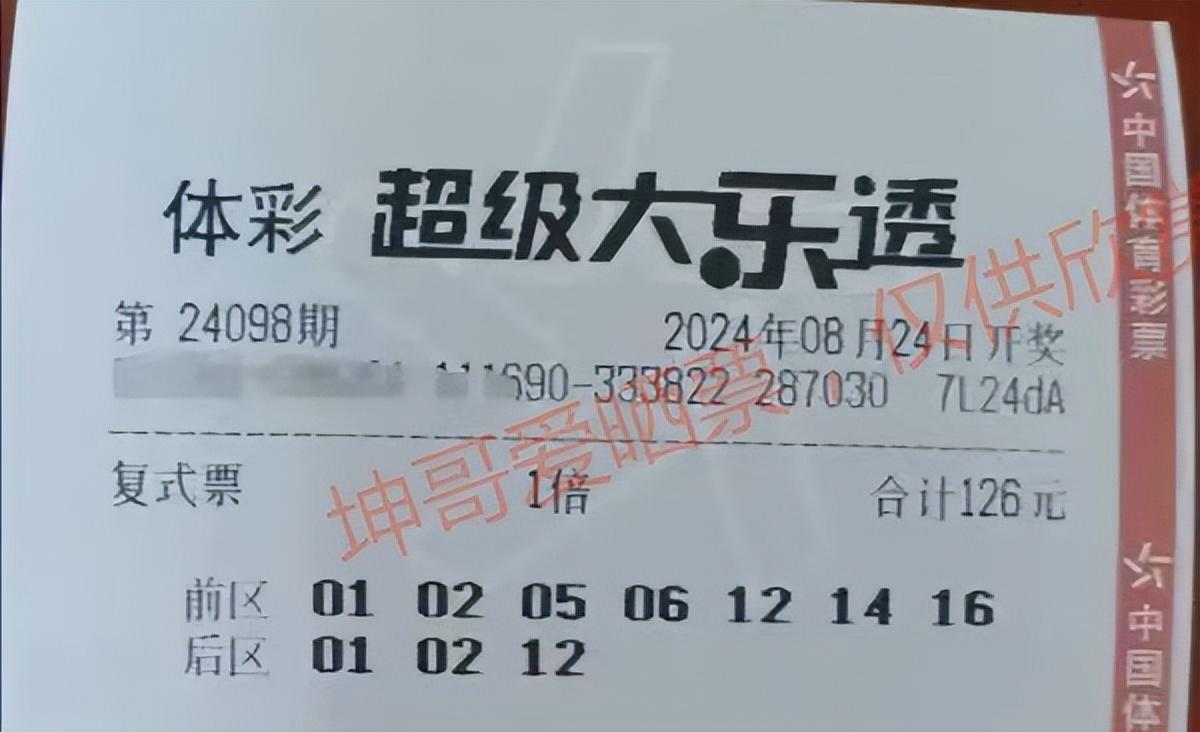 体彩 超级大乐透
第 24098期 2024年08月24日开奖
690-333822 287030 7L24dA
复式票 1倍 合计126元
前区 01 02 05 06 12 14 16
后区 01 02 12
坤哥爱晒票 仅供欣
中国体育彩票
中国体